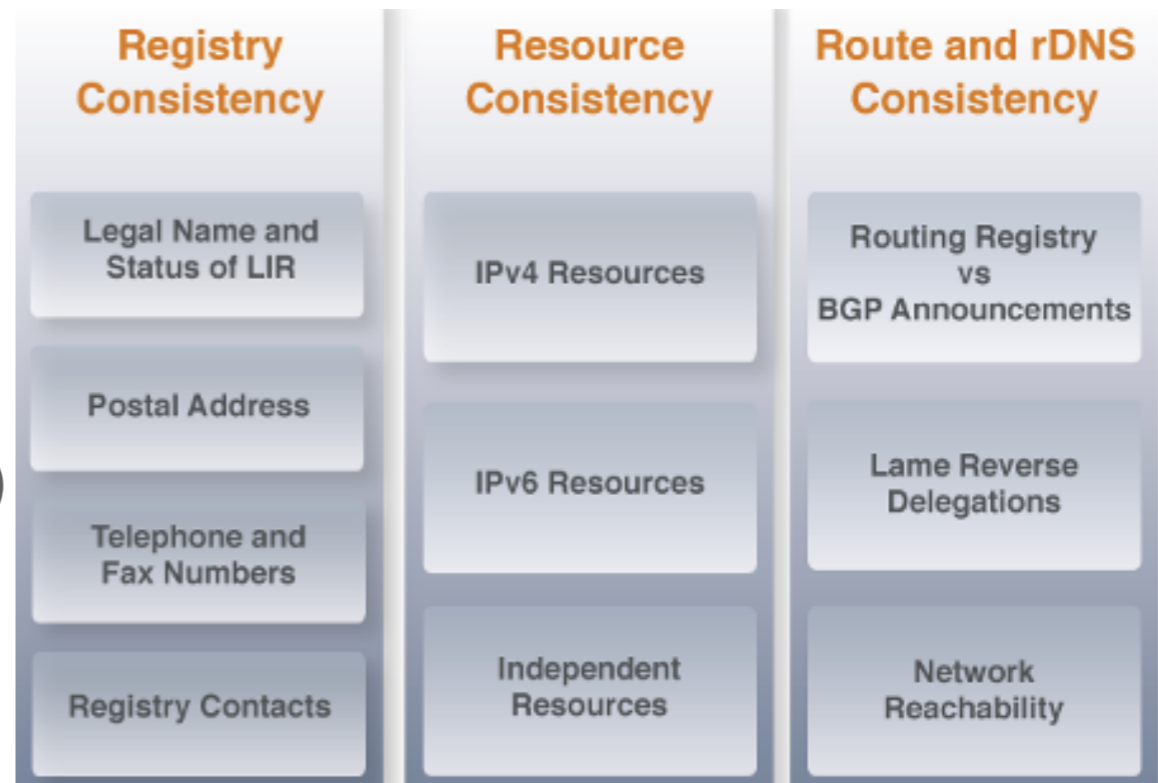 Registry
Consistency
Legal Name and
Status of LIR
Postal Address
Telephone and
Fax Numbers
Registry Contacts
Resource
Consistency
IPv4 Resources
IPv6 Resources
Independent
Resources
Route and rDNS
Consistency
Routing Registry
vs
BGP Announcements
Lame Reverse
Delegations
Network
Reachability